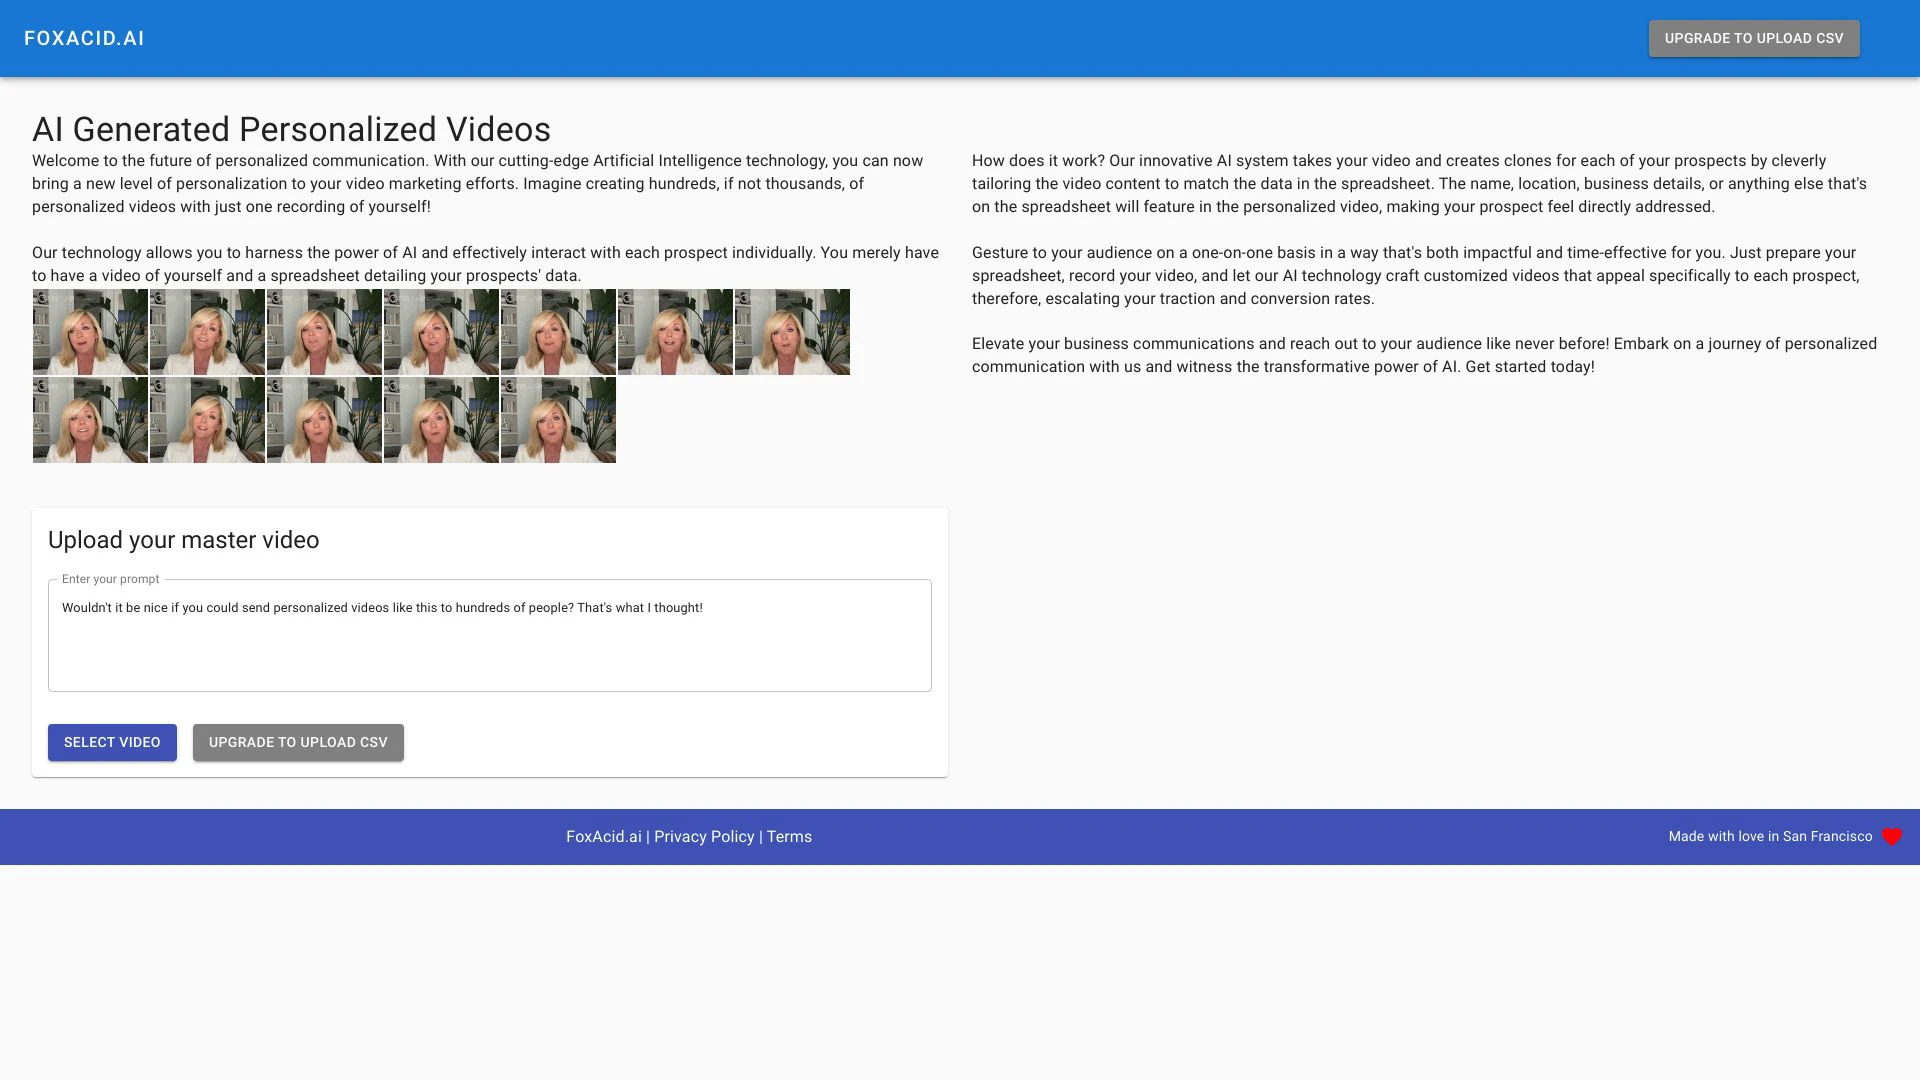 FOXACID.AI
UPGRADE TO UPLOAD CSV
AI Generated Personalized Videos
Welcome to the future of personalized communication. With our cutting-edge Artificial Intelligence technology, you can now
bring a new level of personalization to your video marketing efforts. Imagine creating hundreds, if not thousands, of
personalized videos with just one recording of yourself!
Our technology allows you to harness the power of AI and effectively interact with each prospect individually. You merely have
to have a video of yourself and a spreadsheet detailing your prospects' data.
How does it work? Our innovative AI system takes your video and creates clones for each of your prospects by cleverly
tailoring the video content to match the data in the spreadsheet. The name, location, business details, or anything else that's
on the spreadsheet will feature in the personalized video, making your prospect feel directly addressed.
Gesture to your audience on a one-on-one basis in a way that's both impactful and time-effective for you. Just prepare your
spreadsheet, record your video, and let our AI technology craft customized videos that appeal specifically to each prospect,
therefore, escalating your traction and conversion rates.
Elevate your business communications and reach out to your audience like never before! Embark on a journey of personalized
communication with us and witness the transformative power of AI. Get started today!
Upload your master video
Enter your prompt
Wouldn't it be nice if you could send personalized videos like this to hundreds of people? That's what I thought!
SELECT VIDEO
UPGRADE TO UPLOAD CSV
FoxAcid.ai | Privacy Policy | Terms
Made with love in San Francisco